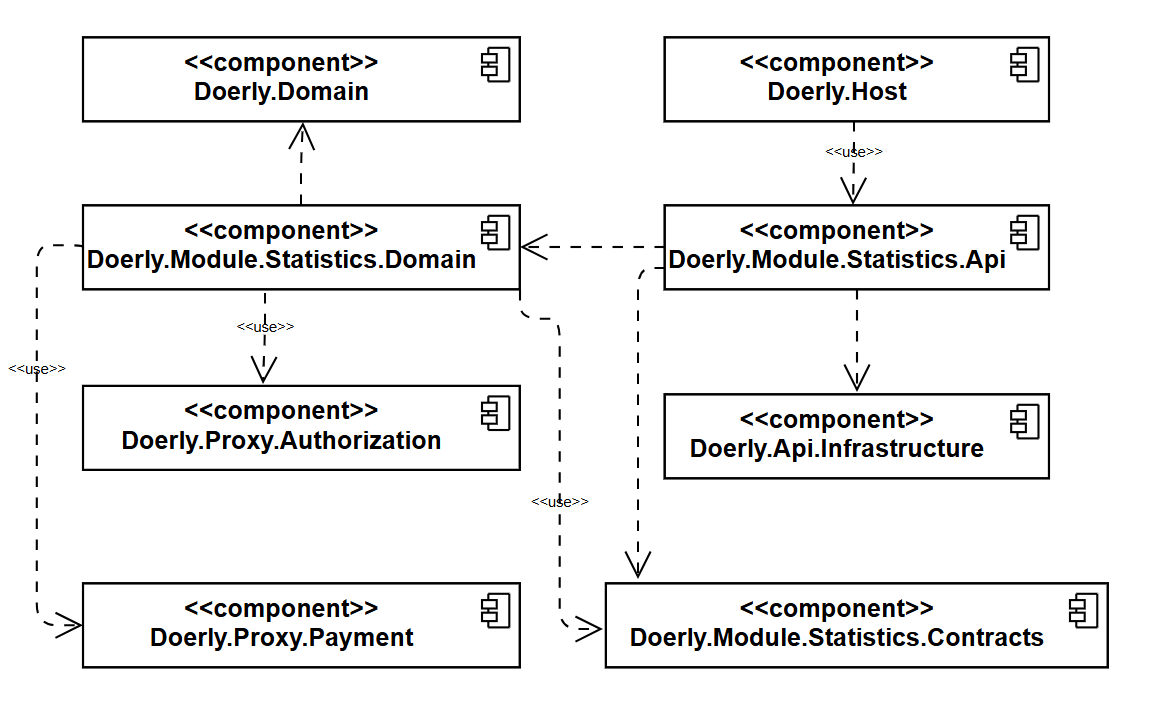 <<component>>
Doerly.Domain
<<component>>
Doerly.Host
<<use>>
<<component>>
Doerly.Module.Statistics.Domain
<<component>>
Doerly.Module.Statistics.Api
<<use>>
<<use>>
<<component>>
Doerly.Proxy.Authorization
<<component>>
Doerly.Api.Infrastructure
<<use>>
<<component>>
Doerly.Proxy.Payment
<<component>>
Doerly.Module.Statistics.Contracts